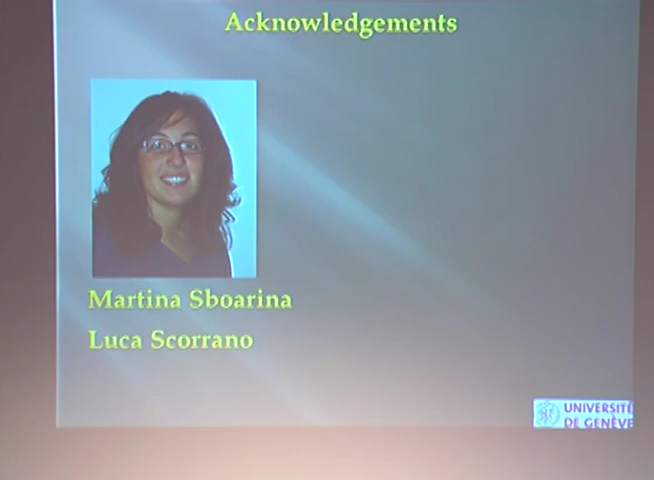 Acknowledgements
Martina Sboarina
Luca Scorrano
UNIVERSITÉ
DE GENÈVE